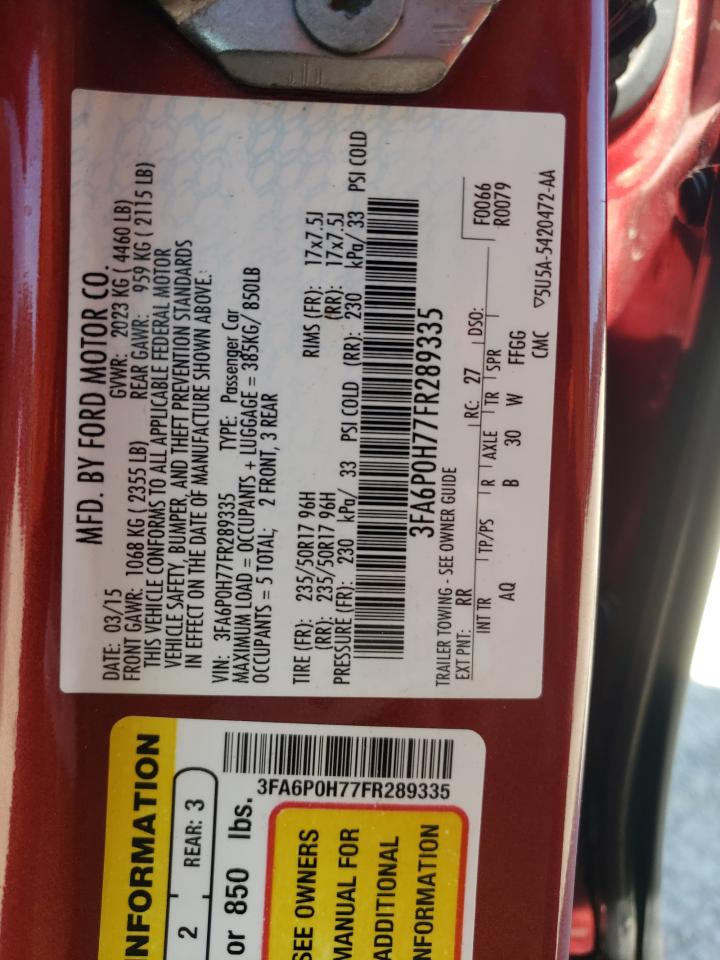 MFD. BY FORD MOTOR CO.
DATE: 03/15 GVWR: 2023 KG ( 4460 LB)
FRONT GAWR: 1068 KG ( 2355 LB) REAR GAWR: 959 KG ( 2115 LB)
THIS VEHICLE CONFORMS TO ALL APPLICABLE FEDERAL MOTOR
VEHICLE SAFETY, BUMPER, AND THEFT PREVENTION STANDARDS
IN EFFECT ON THE DATE OF MANUFACTURE SHOWN ABOVE.
VIN: 3FA6P0H77FR289335 TYPE: Passenger Car
MAXIMUM LOAD = OCCUPANTS + LUGGAGE = 385KG/ 850LB
OCCUPANTS = 5 TOTAL; 2 FRONT, 3 REAR
TIRE (FR): 235/50R17 96H RIMS (FR): 17x7.5J
(RR): 235/50R17 96H (RR): 17x7.5J
PRESSURE (FR): 230 kPa/ 33 PSI COLD (RR): 230 kPa/ 33 PSI COLD
3FA6P0H77FR289335
TRAILER TOWING - SEE OWNER GUIDE
EXT PNT: RR RC: 27 DSO: F0066
R0079
INT TR TP/PS R AXLE TR SPR
AQ B 30 W FFGG
CMC ▽5U5A-5420472-AA
INFORMATION
2 REAR: 3
or 850 lbs.
3FA6P0H77FR289335
SEE OWNERS
MANUAL FOR
ADDITIONAL
INFORMATION